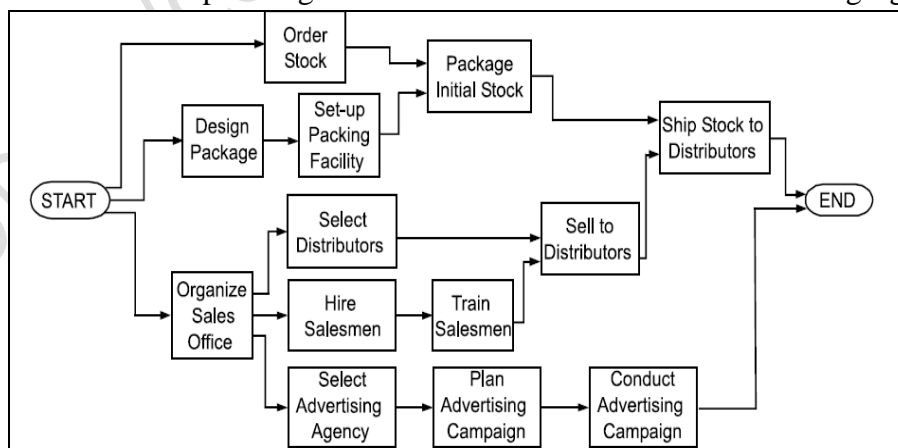 Order
Stock
Package
Initial Stock
Design
Package
Set-up
Packing
Facility
Ship Stock to
Distributors
START
END
Select
Distributors
Sell to
Distributors
Organize
Sales
Office
Hire
Salesmen
Train
Salesmen
Select
Advertising
Agency
Plan
Advertising
Campaign
Conduct
Advertising
Campaign